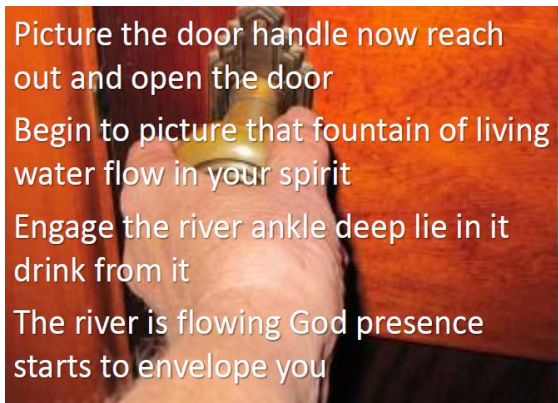 Picture the door handle now reach
out and open the door
Begin to picture that fountain of living
water flow in your spirit
Engage the river ankle deep lie in it
drink from it
The river is flowing God presence
starts to envelope you